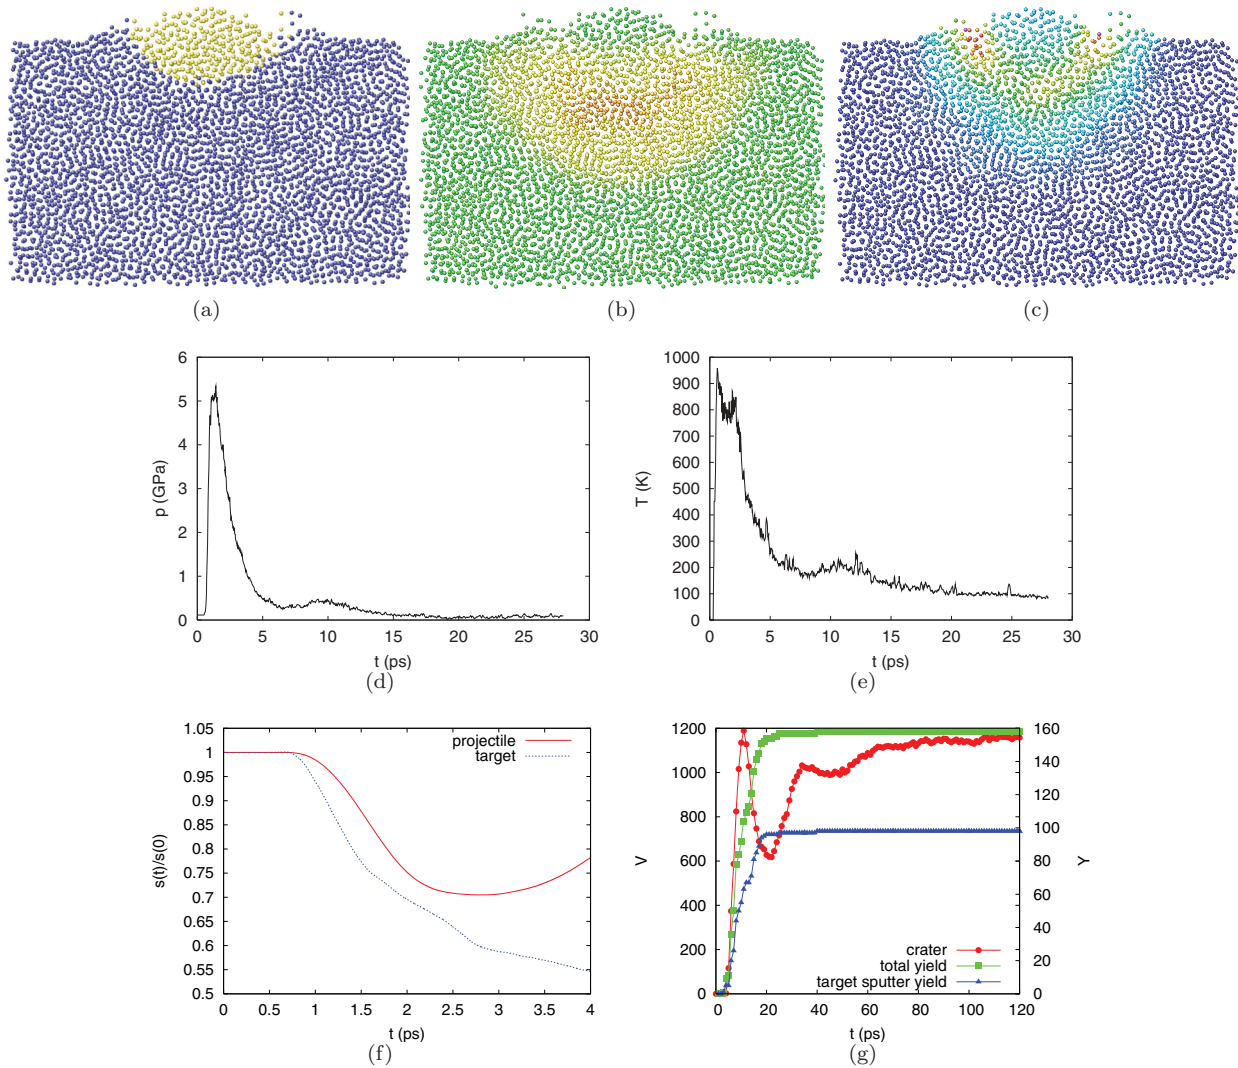 (a) (b) (c)
6
5
4
3
2
1
0
0 5 10 15 20 25 30
p (GPa)
t (ps)
(d)
1000
900
800
700
600
500
400
300
200
100
0
0 5 10 15 20 25 30
T (K)
t (ps)
(e)
1.05
1
0.95
0.9
0.85
0.8
0.75
0.7
0.65
0.6
0.55
0.5
0 0.5 1 1.5 2 2.5 3 3.5 4
s(t)/s(0)
projectile
target
t (ps)
(f)
1200
1000
800
600
400
200
0
V
0 20 40 60 80 100 120
160
140
120
100
80
60
40
20
0
Y
crater
total yield
target sputter yield
t (ps)
(g)